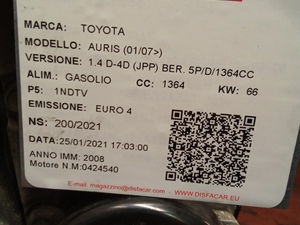 MARCA: TOYOTA
MODELLO: AURIS (01/07>)
VERSIONE: 1.4 D-4D (JPP) BER. 5P/D/1364CC
ALIM.: GASOLIO CC: 1364 KW: 66
P5: 1NDTV
EMISSIONE: EURO 4
NS: 200/2021
DATA:25/01/2021 17:03:00
ANNO IMM: 2008
Motore N.M:0424540
E-mail: magazzino@disfacar.com WWW.DISFACAR.EU